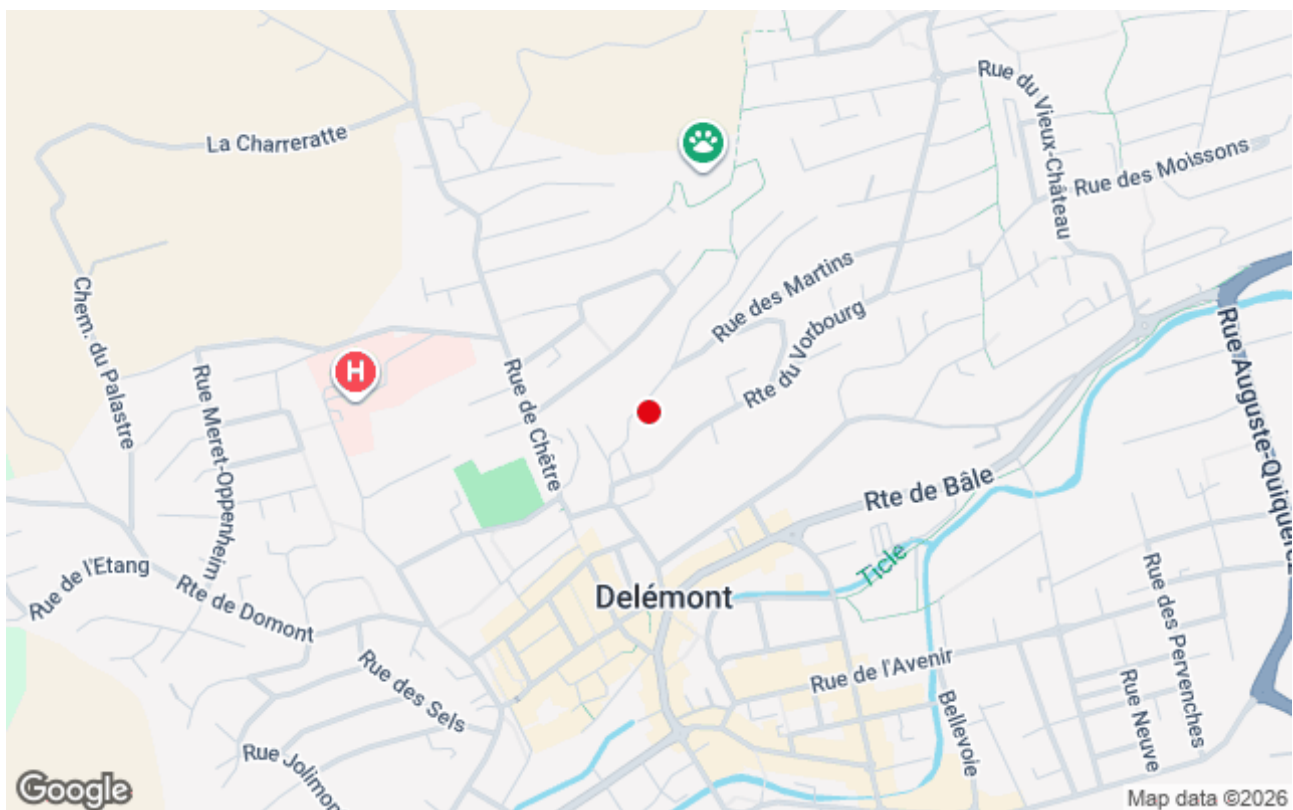 La Charreratte
Rue du Vieux-Château
Rue des Moissons
Chem. du Palastre
Rue des Martins
Rte du Vorbourg
Rue Meret-Oppenheim
H
Rue de Chêtre
Rue Auguste-Quiquerez
Rte de Bâle
Ticle
Rue de l'Etang
Rte de Domont
Delémont
Rue des Pervenches
Rue de l'Avenir
Rue des Sels
Bellevoie
Rue Neuve
Rue Jolimon
Google
Map data ©2026